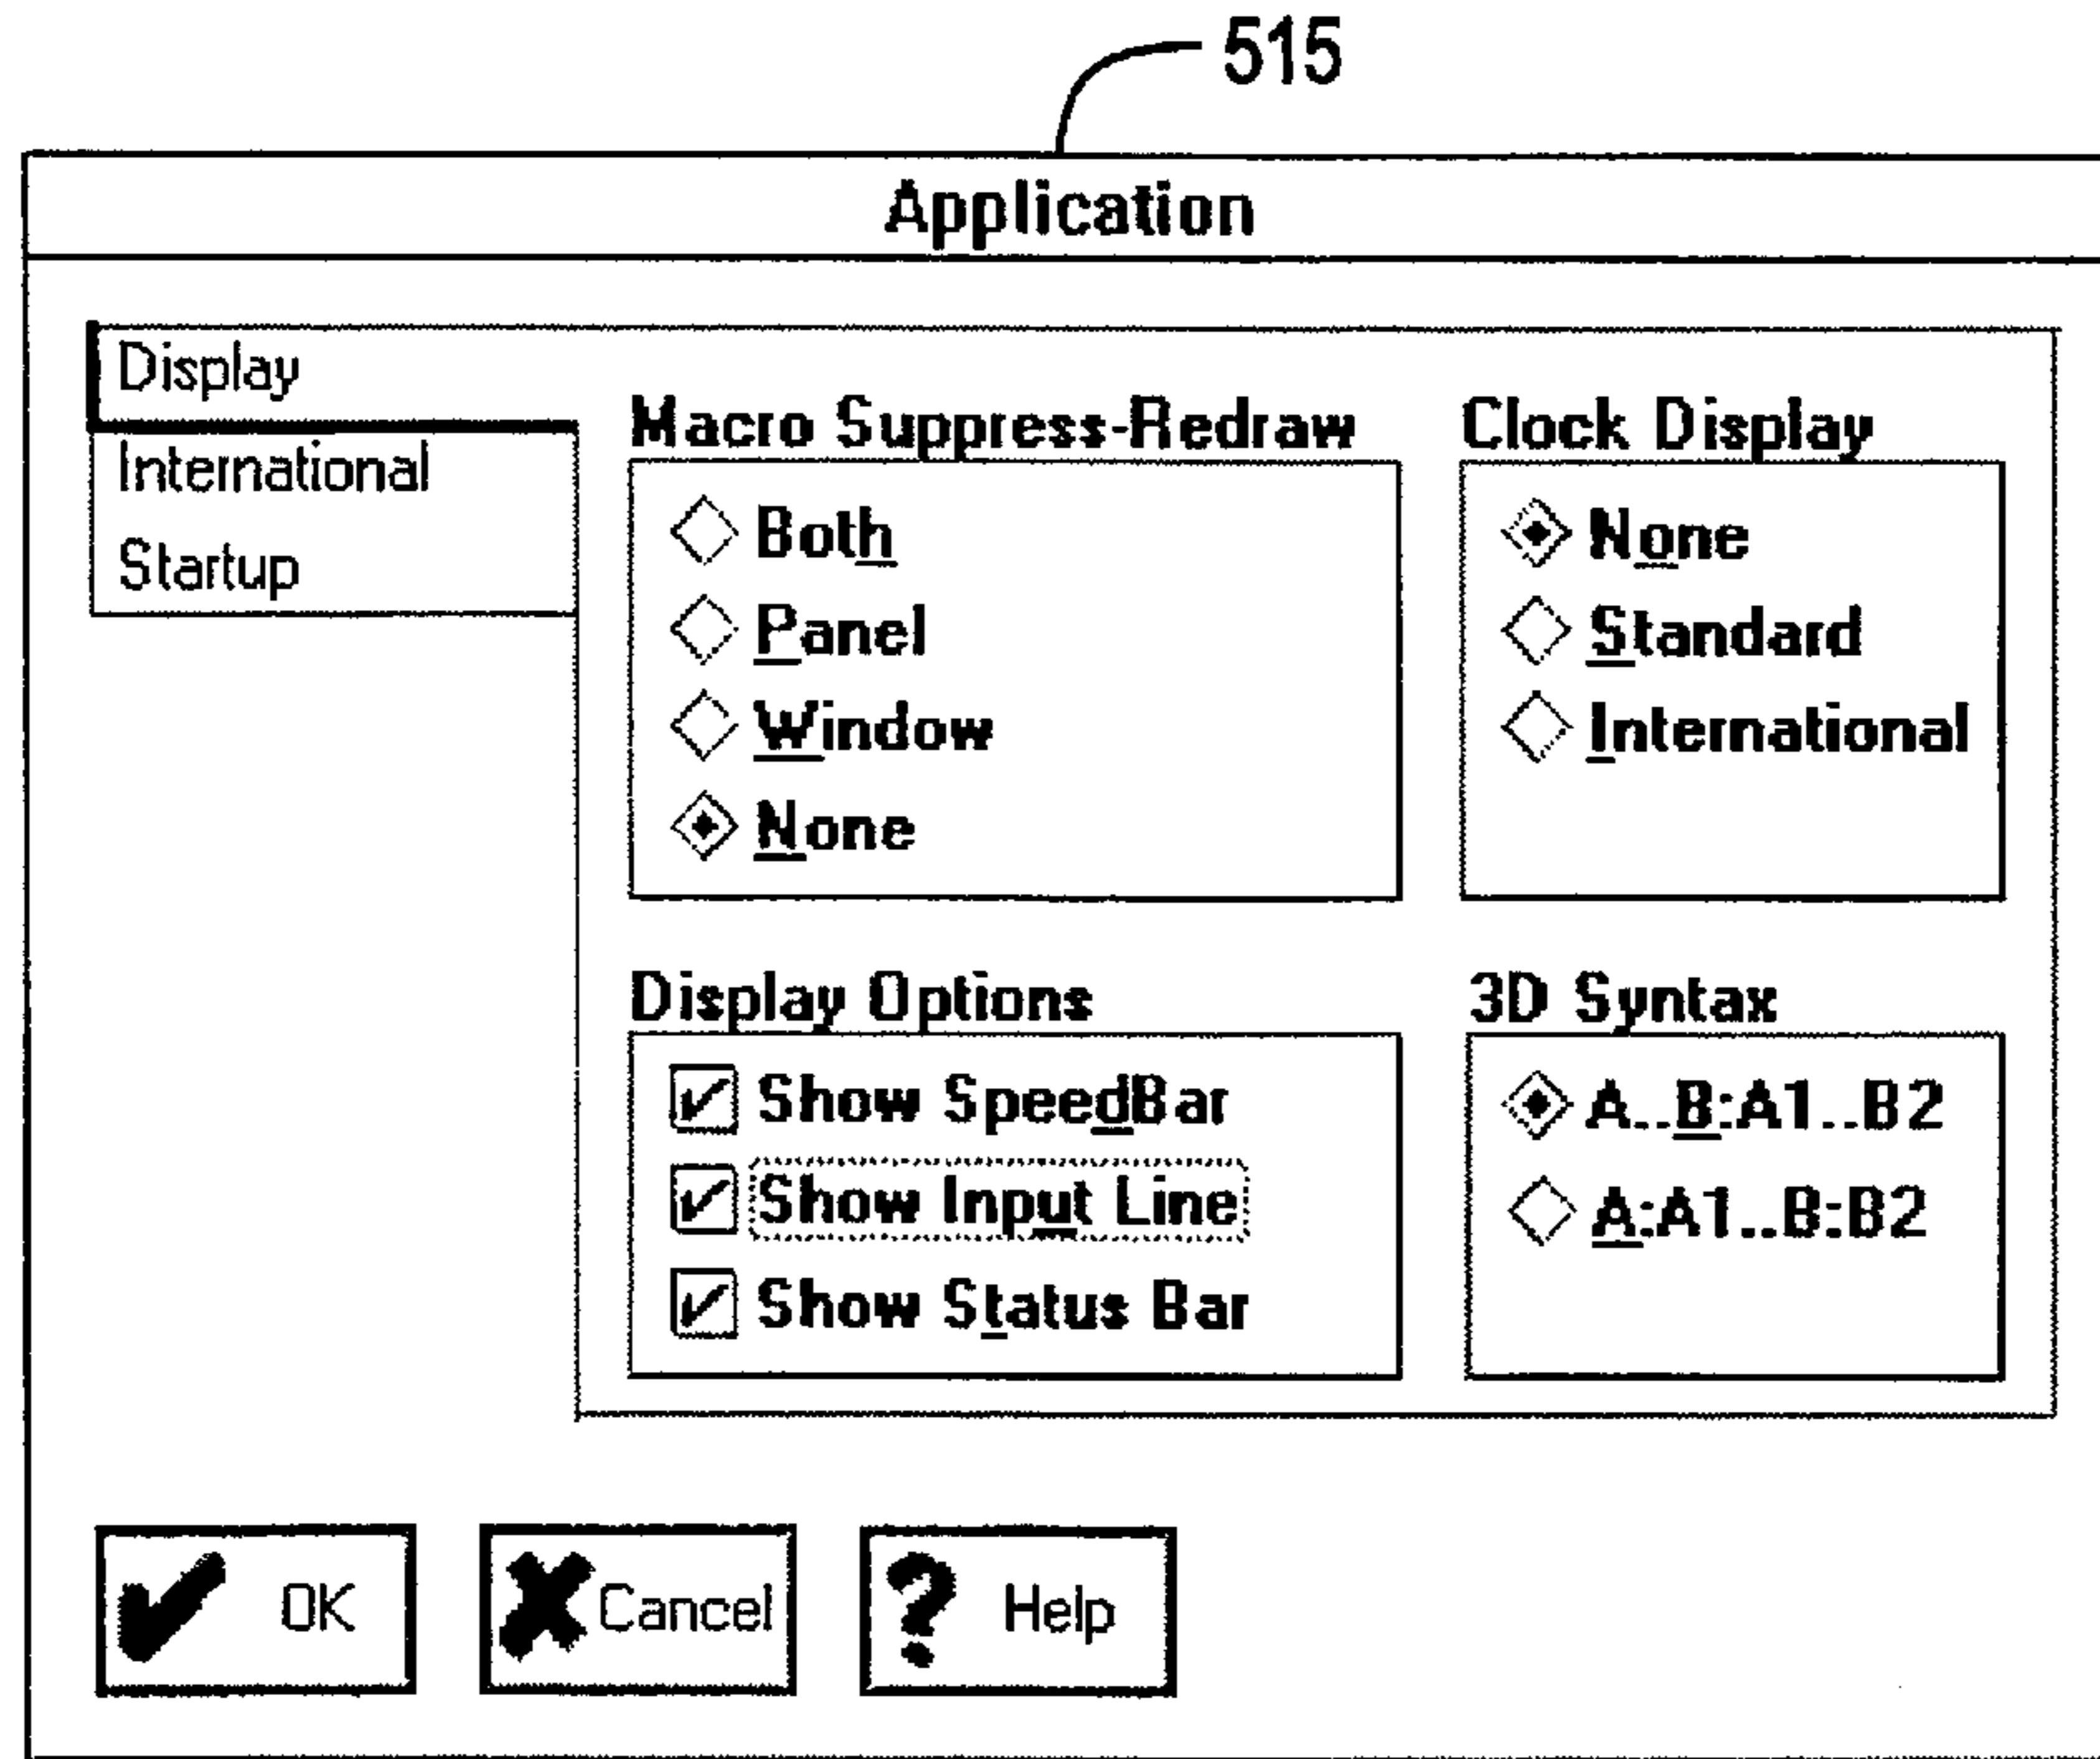 515
Application
Display
International
Startup
Macro Suppress-Redraw
Both
Panel
Window
None
Clock Display
None
Standard
International
Display Options
Show SpeedBar
Show Input Line
Show Status Bar
3D Syntax
A..B:A1..B2
A:A1..B:B2
OK
Cancel
Help